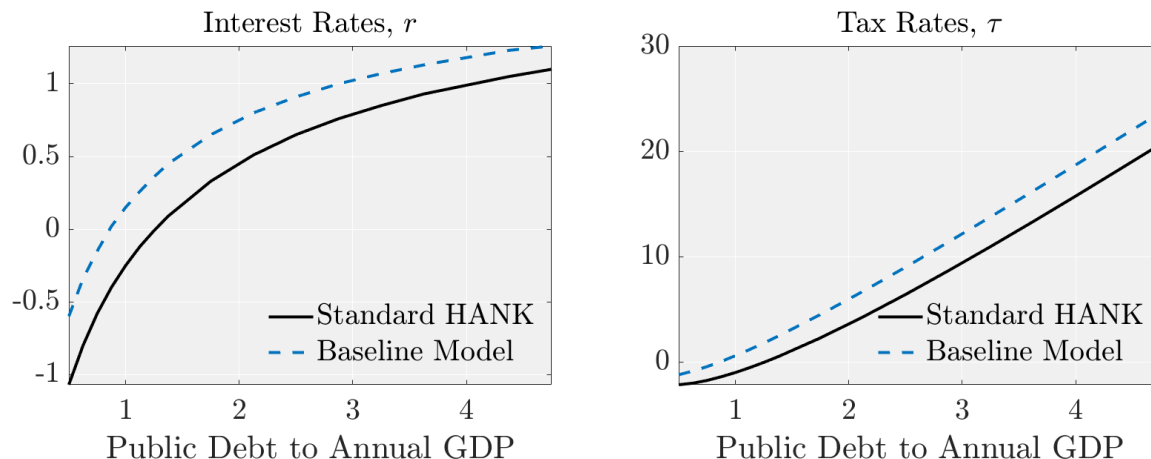 Interest Rates, r
1
0.5
0
-0.5
-1
Standard HANK
Baseline Model
1 2 3 4
Public Debt to Annual GDP
Tax Rates, τ
30
20
10
0
Standard HANK
Baseline Model
1 2 3 4
Public Debt to Annual GDP